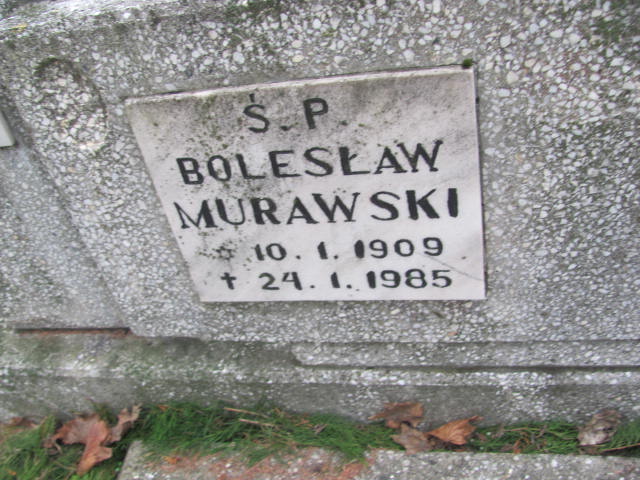 Ś. P.
BOLESŁAW
MURAWSKI
* 10. 1. 1909
✝ 24. 1. 1985